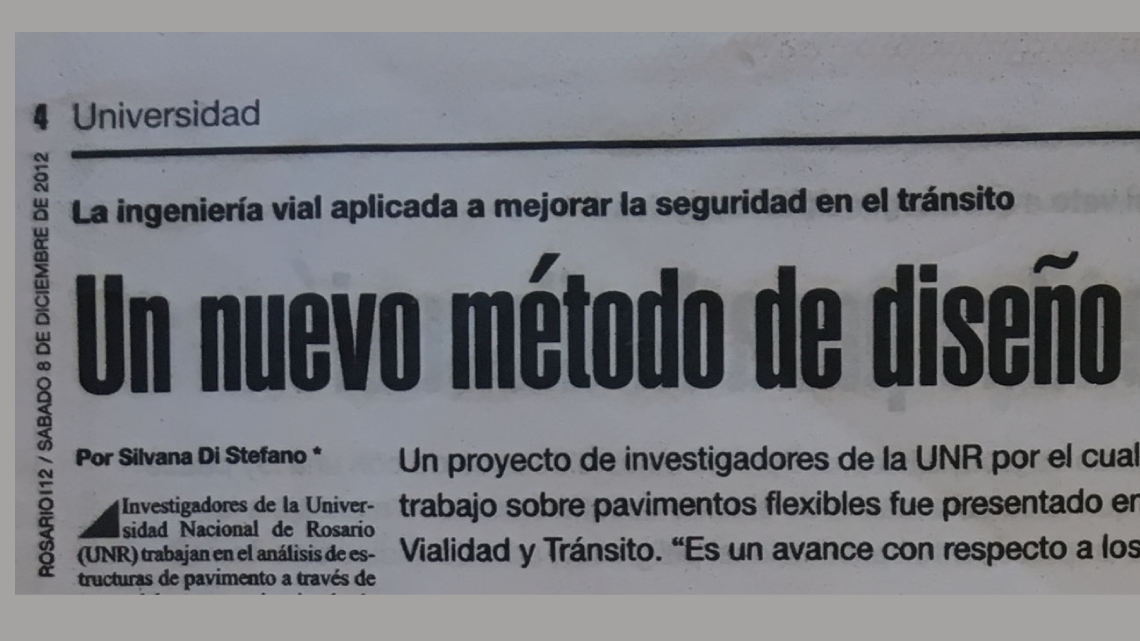 4 Universidad
ROSARIO|12 / SABADO 8 DE DICIEMBRE DE 2012
La ingeniería vial aplicada a mejorar la seguridad en el tránsito
Un nuevo método de diseño
Por Silvana Di Stefano *
Investigadores de la Univer-
sidad Nacional de Rosario
(UNR) trabajan en el análisis de es-
tructuras de pavimento a través de
Un proyecto de investigadores de la UNR por el cual
trabajo sobre pavimentos flexibles fue presentado en
Vialidad y Tránsito. “Es un avance con respecto a los